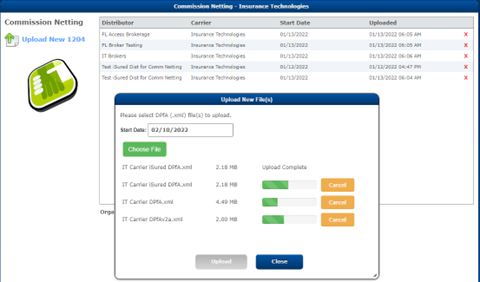 Commission Netting - Insurance Technologies
Commission Netting
Upload New 1204
Distributor Carrier Start Date Uploaded
FL Access Brokerage Insurance Technologies 01/13/2022 01/13/2022 06:05 AM X
FL Broker Testing Insurance Technologies 01/13/2022 01/13/2022 06:05 AM X
IT Brokers Insurance Technologies 01/13/2022 01/13/2022 06:06 AM X
Test iSured Dist for Comm Netting Insurance Technologies 01/12/2022 01/12/2022 04:47 PM X
Test iSured Dist for Comm Netting Insurance Technologies 01/13/2022 01/13/2022 06:04 AM X
Upload New File(s)
Please select DPFA (.xml) file(s) to upload.
Start Date: 02/10/2022
Choose File
IT Carrier iSured DPFA.xml 2.18 MB Upload Complete
IT Carrier iSured DPFA.xml 2.18 MB Cancel
IT Carrier DPFA.xml 4.49 MB Cancel
IT Carrier DPFAv2a.xml 2.00 MB Cancel
Orga
Upload Close